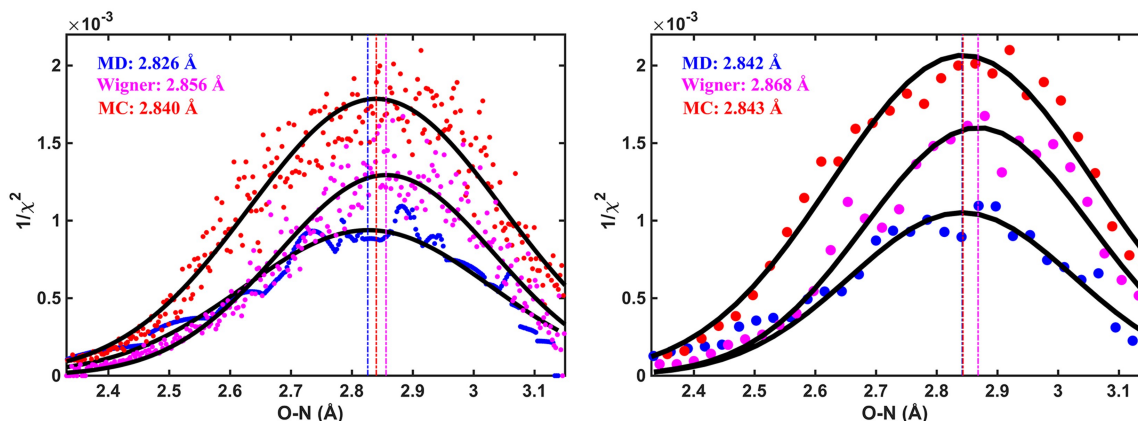 ×10⁻³
MD: 2.826 Å
Wigner: 2.856 Å
MC: 2.840 Å
2
1.5
1
0.5
0
1/χ²
2.4 2.5 2.6 2.7 2.8 2.9 3 3.1
O-N (Å)
×10⁻³
MD: 2.842 Å
Wigner: 2.868 Å
MC: 2.843 Å
2
1.5
1
0.5
0
1/χ²
2.4 2.5 2.6 2.7 2.8 2.9 3 3.1
O-N (Å)